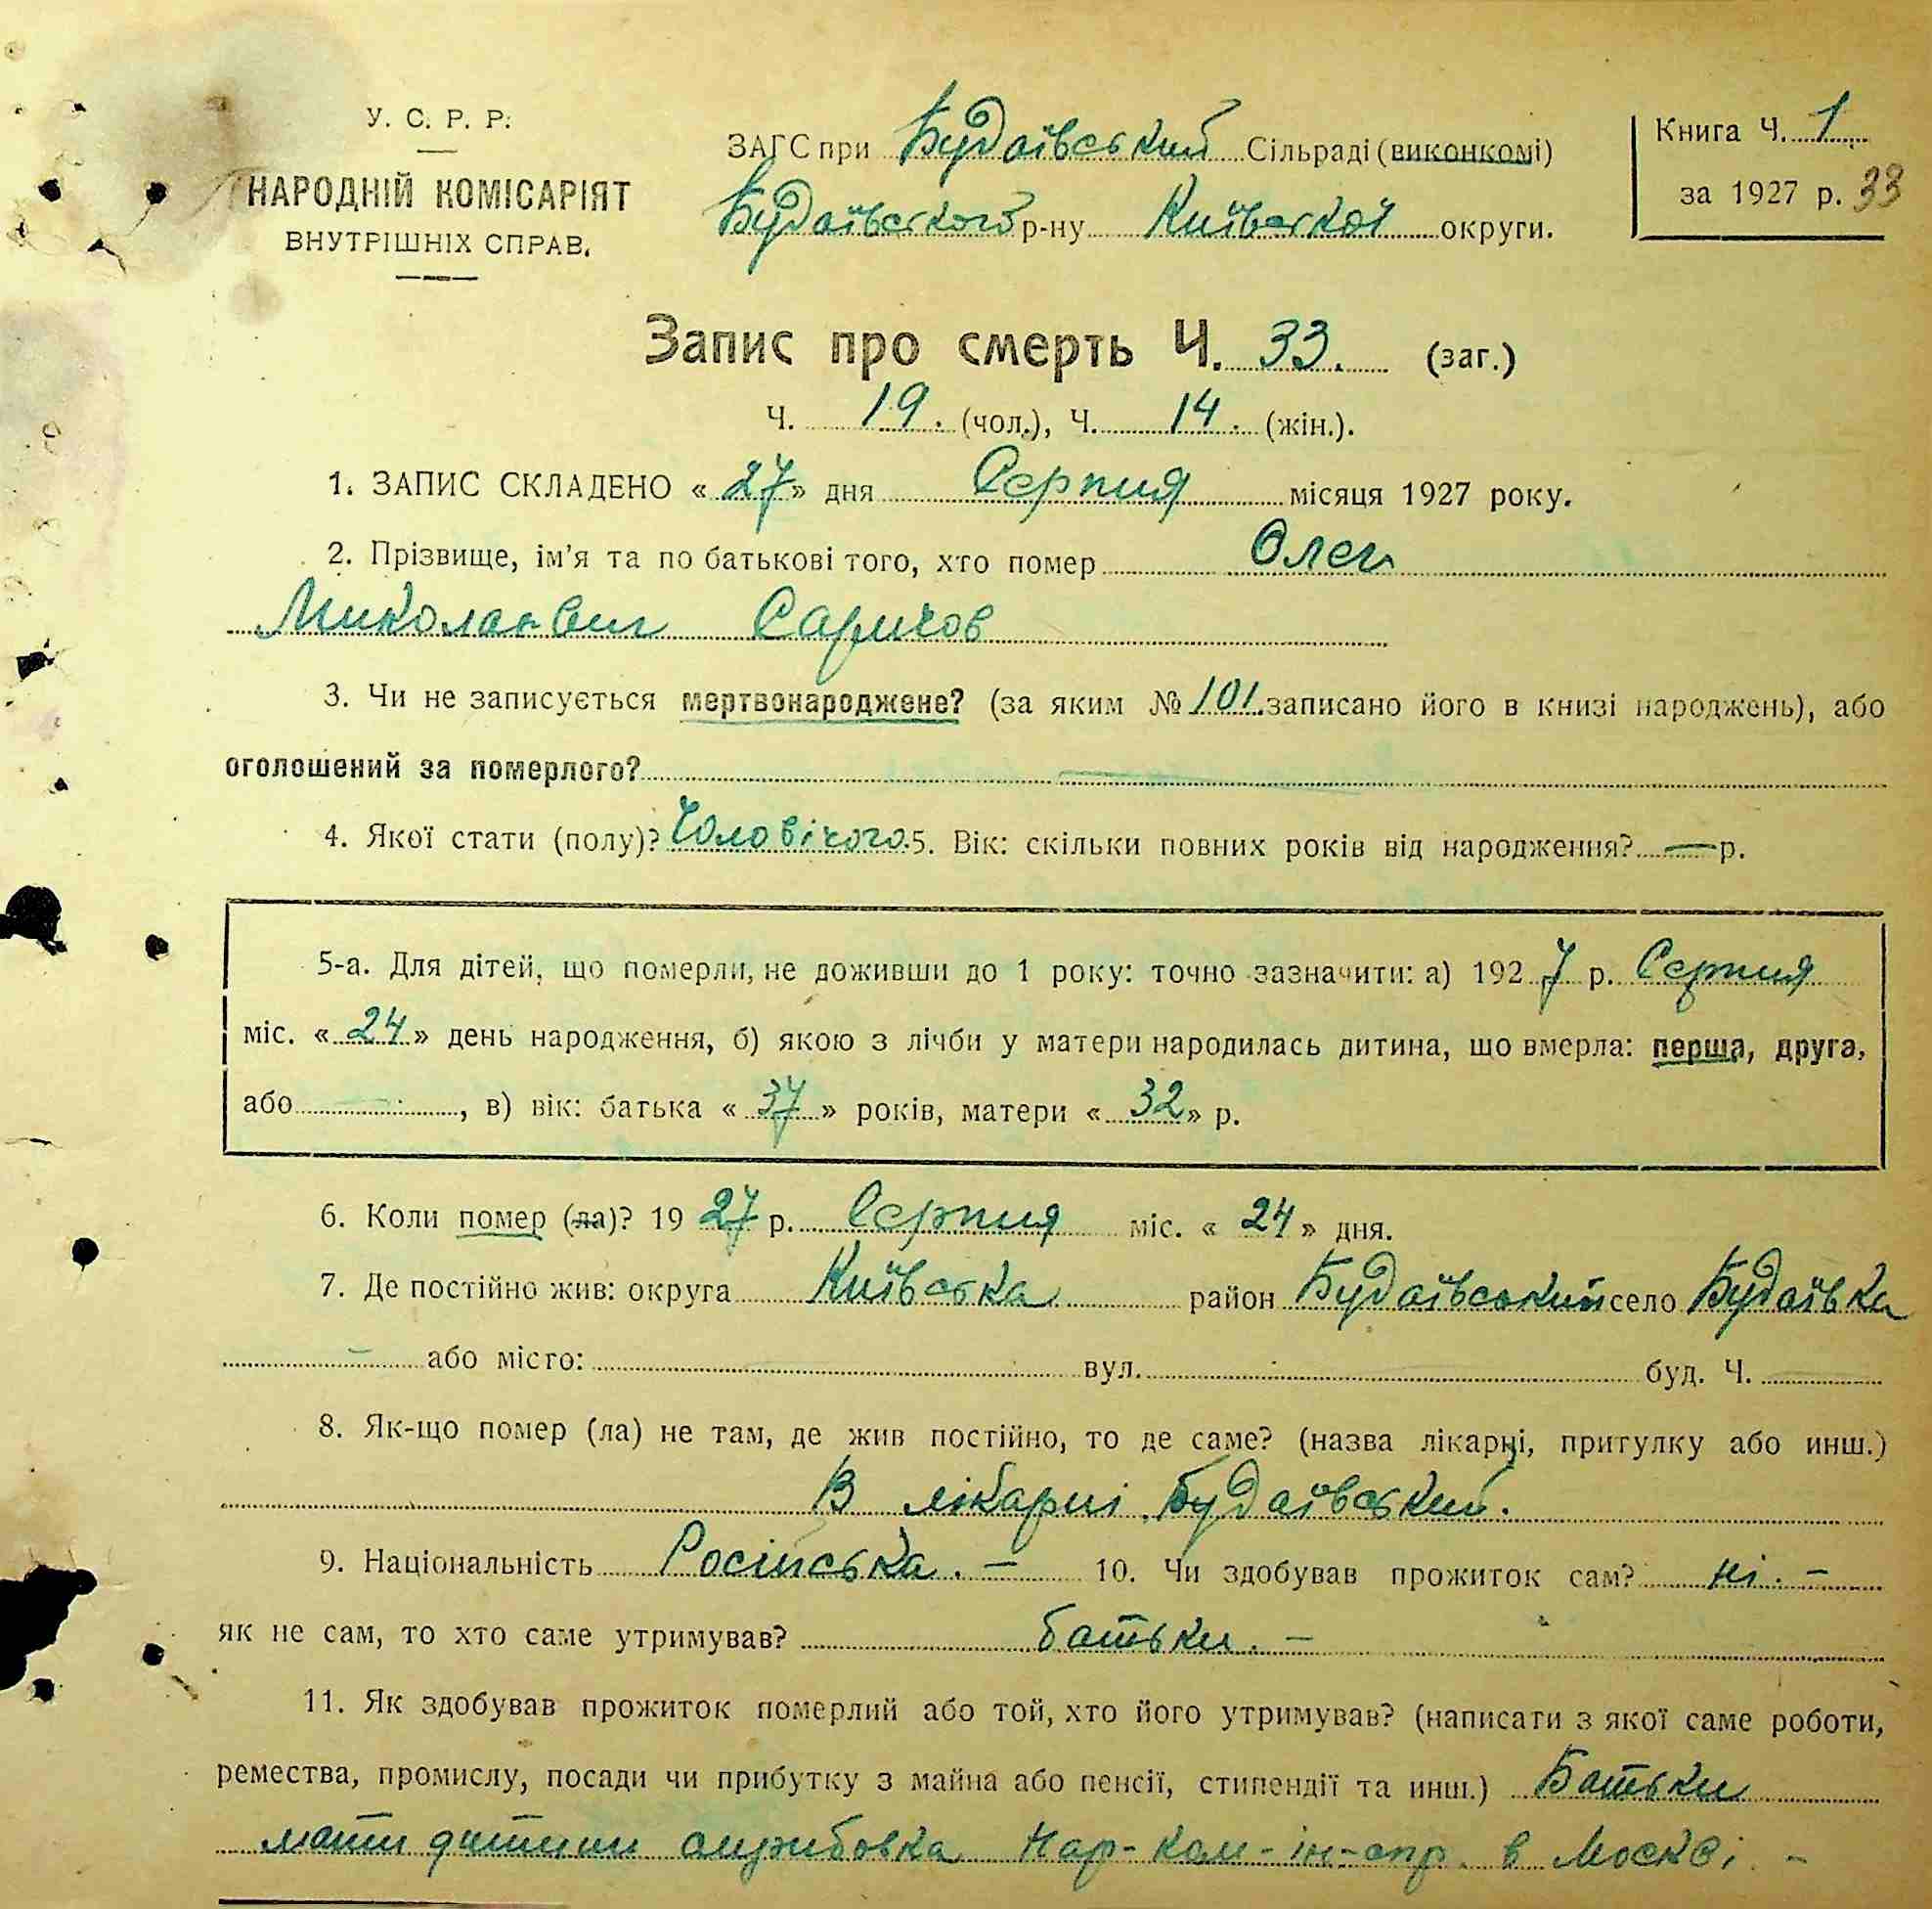 У. С. Р. Р.
НАРОДНІЙ КОМІСАРІЯТ
ВНУТРІШНІХ СПРАВ.
ЗАГС при Будаївський Сільраді (виконкомі)
Будаївського р-ну Київської округи.
Книга Ч. 1
за 1927 р. 33
Запис про смерть Ч. 33. (заг.)
Ч. 19. (чол.), Ч. 14. (жін.).
1. ЗАПИС СКЛАДЕНО « 27 » дня Серпня місяця 1927 року.
2. Прізвище, ім'я та по батькові того, хто помер Олег
Миколаєвич Саричов
3. Чи не записується мертвонароджене? (за яким № 101. записано його в книзі народжень), або
оголошений за померлого? —
4. Якої стати (полу)? Чоловічого. 5. Вік: скільки повних років від народження? — р.
5-а. Для дітей, що померли, не доживши до 1 року: точно зазначити: а) 1927 р. Серпня
міс. « 24 » день народження, б) якою з лічби у матери народилась дитина, що вмерла: перша, друга,
або —, в) вік: батька « 37 » років, матери « 32 » р.
6. Коли помер (ла)? 1927 р. Серпня міс. « 24 » дня.
7. Де постійно жив: округа Київська район Будаївський село Будаївка
— або місто: — вул. — буд. Ч. —
8. Як-що помер (ла) не там, де жив постійно, то де саме? (назва лікарні, притулку або инш.)
В лікарні Будаївський.
9. Національність Російська. — 10. Чи здобував прожиток сам? ні. —
як не сам, то хто саме утримував? батьки. —
11. Як здобував прожиток померлий або той, хто його утримував? (написати з якої саме роботи,
ремества, промислу, посади чи прибутку з майна або пенсії, стипендії та инш.) Батьки
мати дитини службовка Нар-ком-ін-спр. в Москві. —